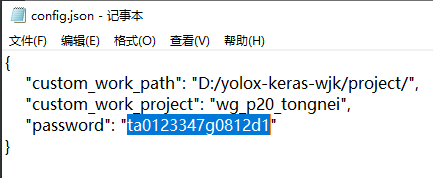 config.json - 记事本
文件(F) 编辑(E) 格式(O) 查看(V) 帮助(H)
{
"custom_work_path": "D:/yolox-keras-wjk/project/",
"custom_work_project": "wg_p20_tongnei",
"password": "ta0123347g0812d1"
}